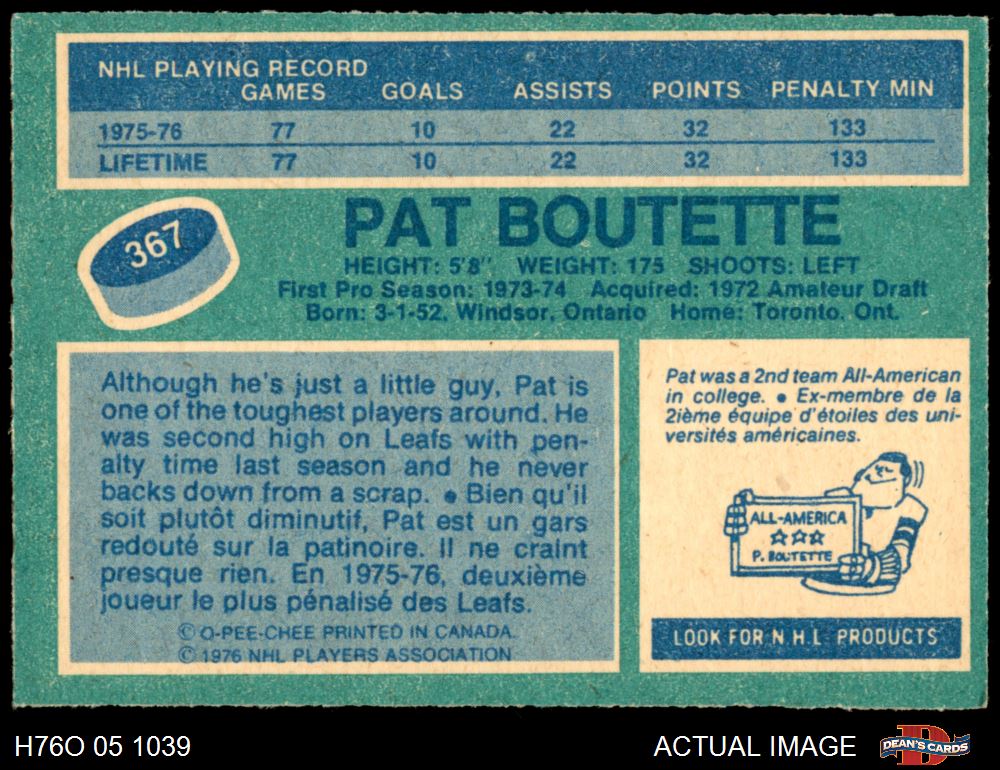 NHL PLAYING RECORD
GAMES GOALS ASSISTS POINTS PENALTY MIN
1975-76 77 10 22 32 133
LIFETIME 77 10 22 32 133
367
PAT BOUTETTE
HEIGHT: 5'8" WEIGHT: 175 SHOOTS: LEFT
First Pro Season: 1973-74 Acquired: 1972 Amateur Draft
Born: 3-1-52, Windsor, Ontario Home: Toronto, Ont.
Although he's just a little guy, Pat is
one of the toughest players around. He
was second high on Leafs with pen-
alty time last season and he never
backs down from a scrap. ● Bien qu'il
soit plutôt diminutif, Pat est un gars
redouté sur la patinoire. Il ne craint
presque rien. En 1975-76, deuxième
joueur le plus pénalisé des Leafs.
© O-PEE-CHEE PRINTED IN CANADA.
© 1976 NHL PLAYERS ASSOCIATION
Pat was a 2nd team All-American
in college. ● Ex-membre de la
2ième équipe d'étoiles des uni-
versités américaines.
ALL-AMERICA
P. BOUTETTE
LOOK FOR N.H.L PRODUCTS
H76O 05 1039
ACTUAL IMAGE
D
DEAN'S CARDS